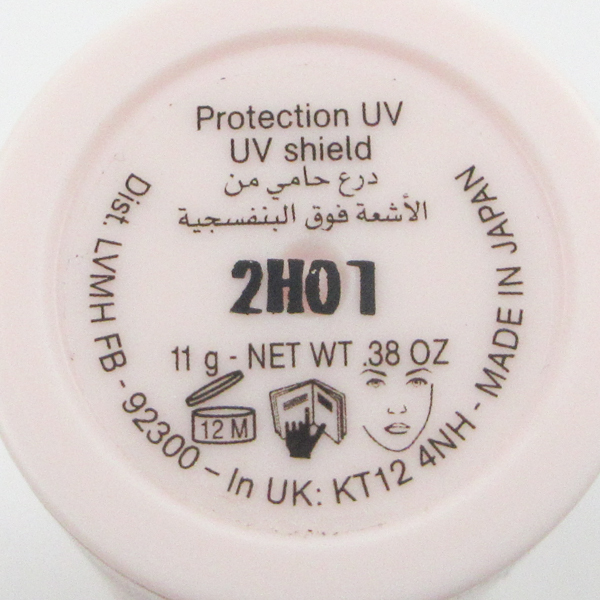 Protection UV
UV shield
درع حامي من
الأشعة فوق البنفسجية
2H01
11 g - NET WT .38 OZ
12 M
Dist. LVMH FB - 92300 – In UK: KT12 4NH - MADE IN JAPAN